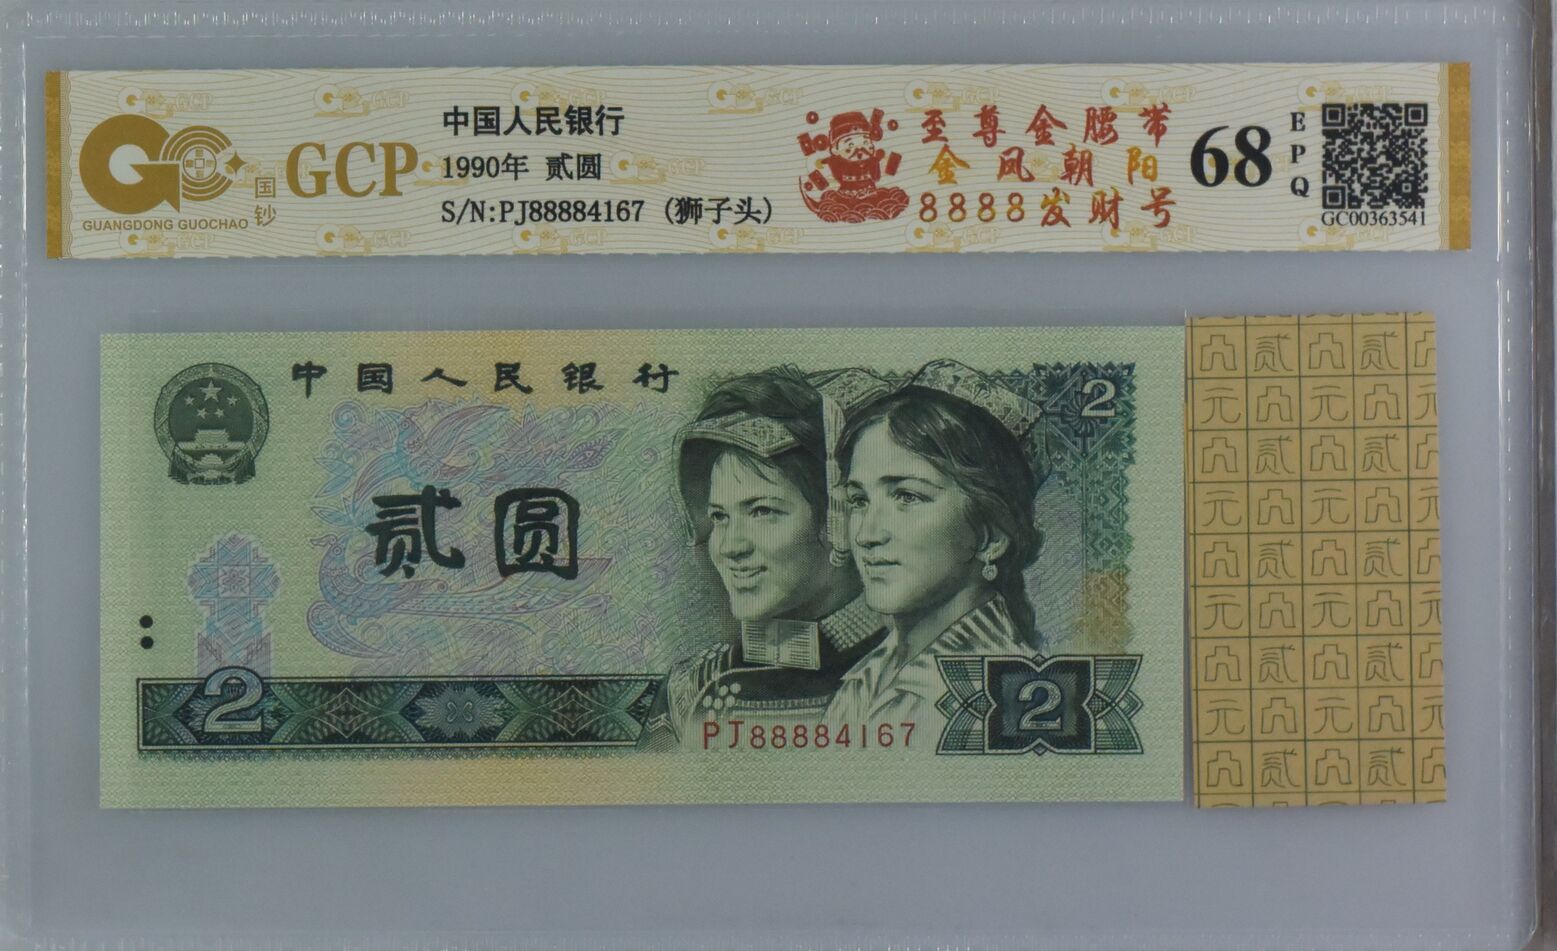 GCP
GUANGDONG GUOCHAO
国钞
中国人民银行
1990年 贰圆
S/N:PJ88884167 (狮子头)
至尊金腰带
金凤朝阳
8888发财号
68
EPQ
GC00363541
中国人民银行
2
贰圆
2
2
PJ88884167